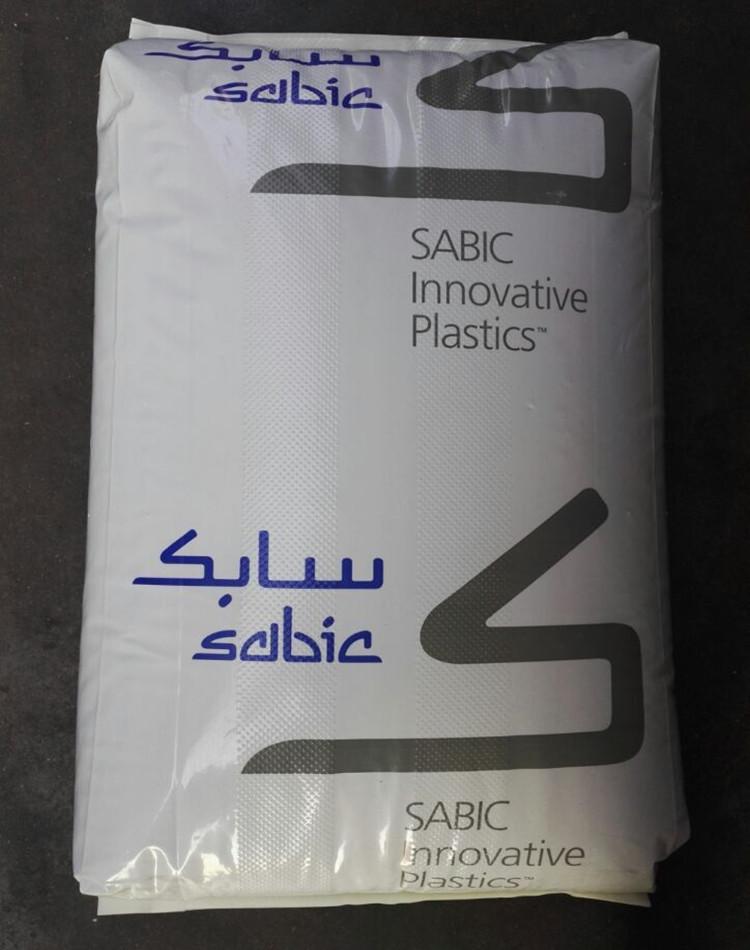 سابك
sabic
SABIC
Innovative
Plastics™
سابك
sabic
SABIC
Innovative
Plastics™